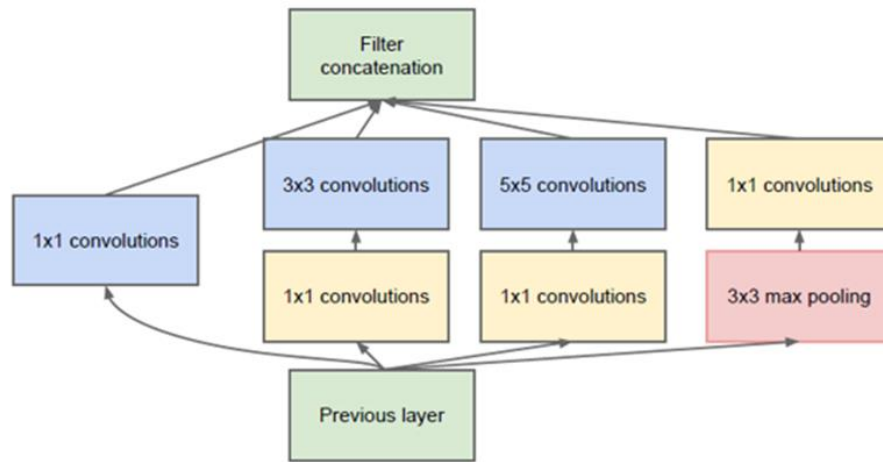 Filter
concatenation
3x3 convolutions
5x5 convolutions
1x1 convolutions
1x1 convolutions
1x1 convolutions
1x1 convolutions
3x3 max pooling
Previous layer